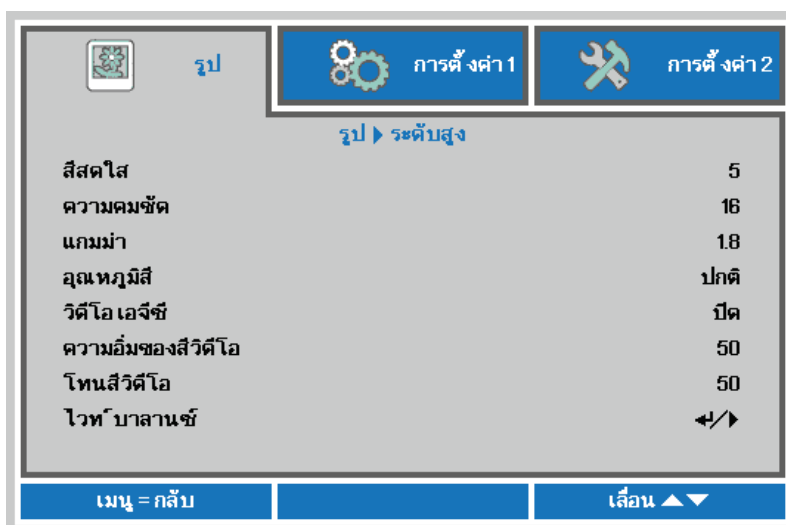 รูป
การตั้งค่า 1
การตั้งค่า 2
รูป ▶ ระดับสูง
สีสดใส 5
ความคมชัด 16
แกมม่า 1.8
อุณหภูมิสี ปกติ
วิดีโอ เอจีซี ปิด
ความอิ่มของสีวิดีโอ 50
โทนสีวิดีโอ 50
ไวท์บาลานซ์ ↵/▶
เมนู = กลับ
เลื่อน ▲▼